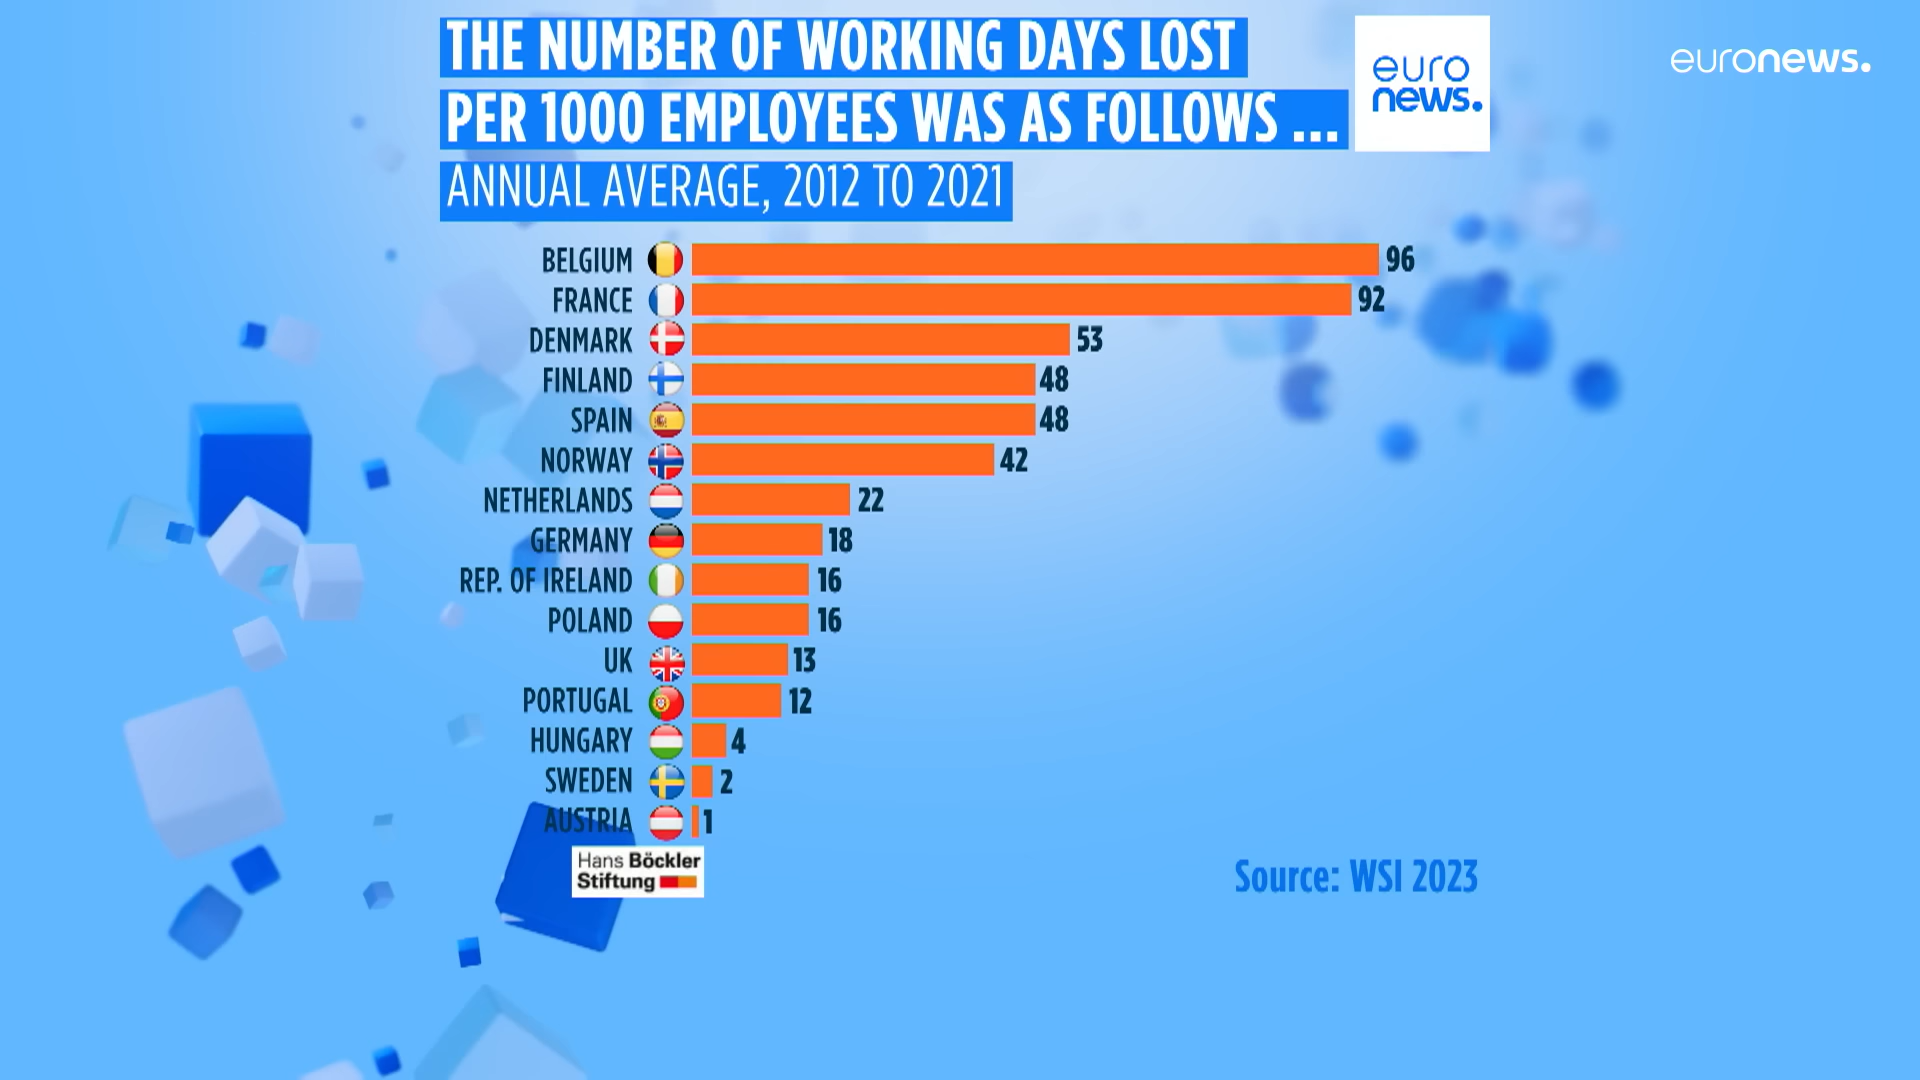 THE NUMBER OF WORKING DAYS LOST
PER 1000 EMPLOYEES WAS AS FOLLOWS ...
ANNUAL AVERAGE, 2012 TO 2021
euro
news.
euronews.
BELGIUM 96
FRANCE 92
DENMARK 53
FINLAND 48
SPAIN 48
NORWAY 42
NETHERLANDS 22
GERMANY 18
REP. OF IRELAND 16
POLAND 16
UK 13
PORTUGAL 12
HUNGARY 4
SWEDEN 2
AUSTRIA 1
Hans Böckler
Stiftung
Source: WSI 2023